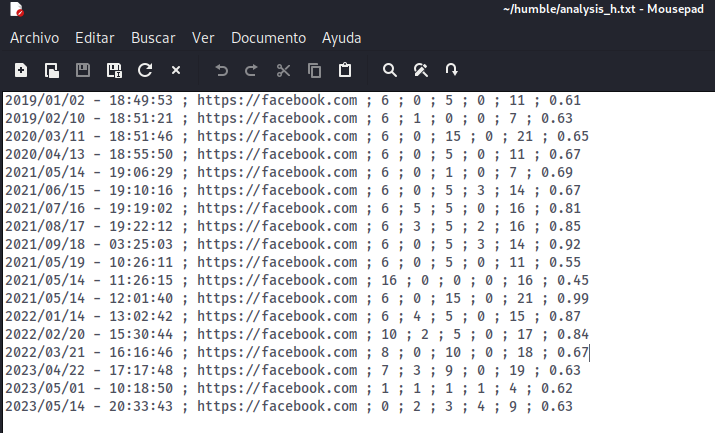 ~/humble/analysis_h.txt - Mousepad
Archivo Editar Buscar Ver Documento Ayuda
2019/01/02 - 18:49:53 ; https://facebook.com ; 6 ; 0 ; 5 ; 0 ; 11 ; 0.61
2019/02/10 - 18:51:21 ; https://facebook.com ; 6 ; 1 ; 0 ; 0 ; 7 ; 0.63
2020/03/11 - 18:51:46 ; https://facebook.com ; 6 ; 0 ; 15 ; 0 ; 21 ; 0.65
2020/04/13 - 18:55:50 ; https://facebook.com ; 6 ; 0 ; 5 ; 0 ; 11 ; 0.67
2021/05/14 - 19:06:29 ; https://facebook.com ; 6 ; 0 ; 1 ; 0 ; 7 ; 0.69
2021/06/15 - 19:10:16 ; https://facebook.com ; 6 ; 0 ; 5 ; 3 ; 14 ; 0.67
2021/07/16 - 19:19:02 ; https://facebook.com ; 6 ; 5 ; 5 ; 0 ; 16 ; 0.81
2021/08/17 - 19:22:12 ; https://facebook.com ; 6 ; 3 ; 5 ; 2 ; 16 ; 0.85
2021/09/18 - 03:25:03 ; https://facebook.com ; 6 ; 0 ; 5 ; 3 ; 14 ; 0.92
2021/05/19 - 10:26:11 ; https://facebook.com ; 6 ; 0 ; 5 ; 0 ; 11 ; 0.55
2021/05/14 - 11:26:15 ; https://facebook.com ; 16 ; 0 ; 0 ; 0 ; 16 ; 0.45
2021/05/14 - 12:01:40 ; https://facebook.com ; 6 ; 0 ; 15 ; 0 ; 21 ; 0.99
2022/01/14 - 13:02:42 ; https://facebook.com ; 6 ; 4 ; 5 ; 0 ; 15 ; 0.87
2022/02/20 - 15:30:44 ; https://facebook.com ; 10 ; 2 ; 5 ; 0 ; 17 ; 0.84
2022/03/21 - 16:16:46 ; https://facebook.com ; 8 ; 0 ; 10 ; 0 ; 18 ; 0.67
2023/04/22 - 17:17:48 ; https://facebook.com ; 7 ; 3 ; 9 ; 0 ; 19 ; 0.63
2023/05/01 - 10:18:50 ; https://facebook.com ; 1 ; 1 ; 1 ; 1 ; 4 ; 0.62
2023/05/14 - 20:33:43 ; https://facebook.com ; 0 ; 2 ; 3 ; 4 ; 9 ; 0.63